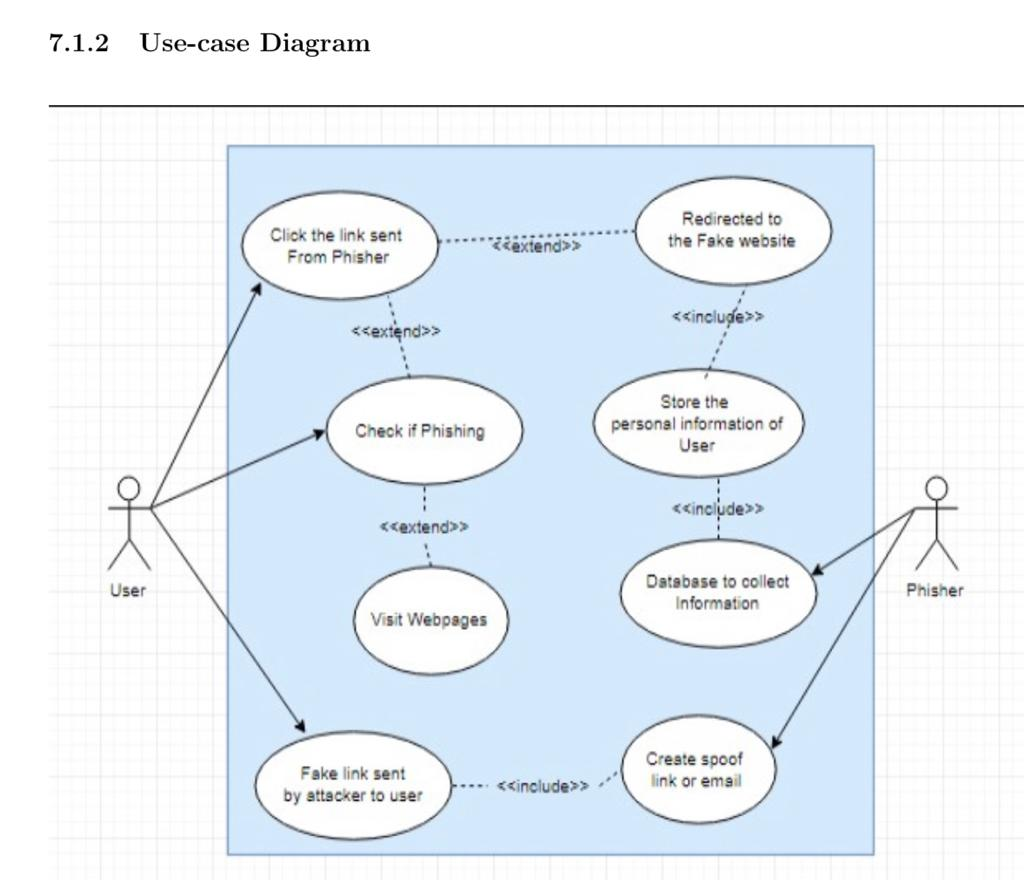 7.1.2 Use-case Diagram
Click the link sent
From Phisher
<<extend>>
Redirected to
the Fake website
<<extend>>
<<include>>
Check if Phishing
Store the
personal information of
User
<<extend>>
<<include>>
User
Visit Webpages
Database to collect
Information
Phisher
Fake link sent
by attacker to user
<<include>>
Create spoof
link or email